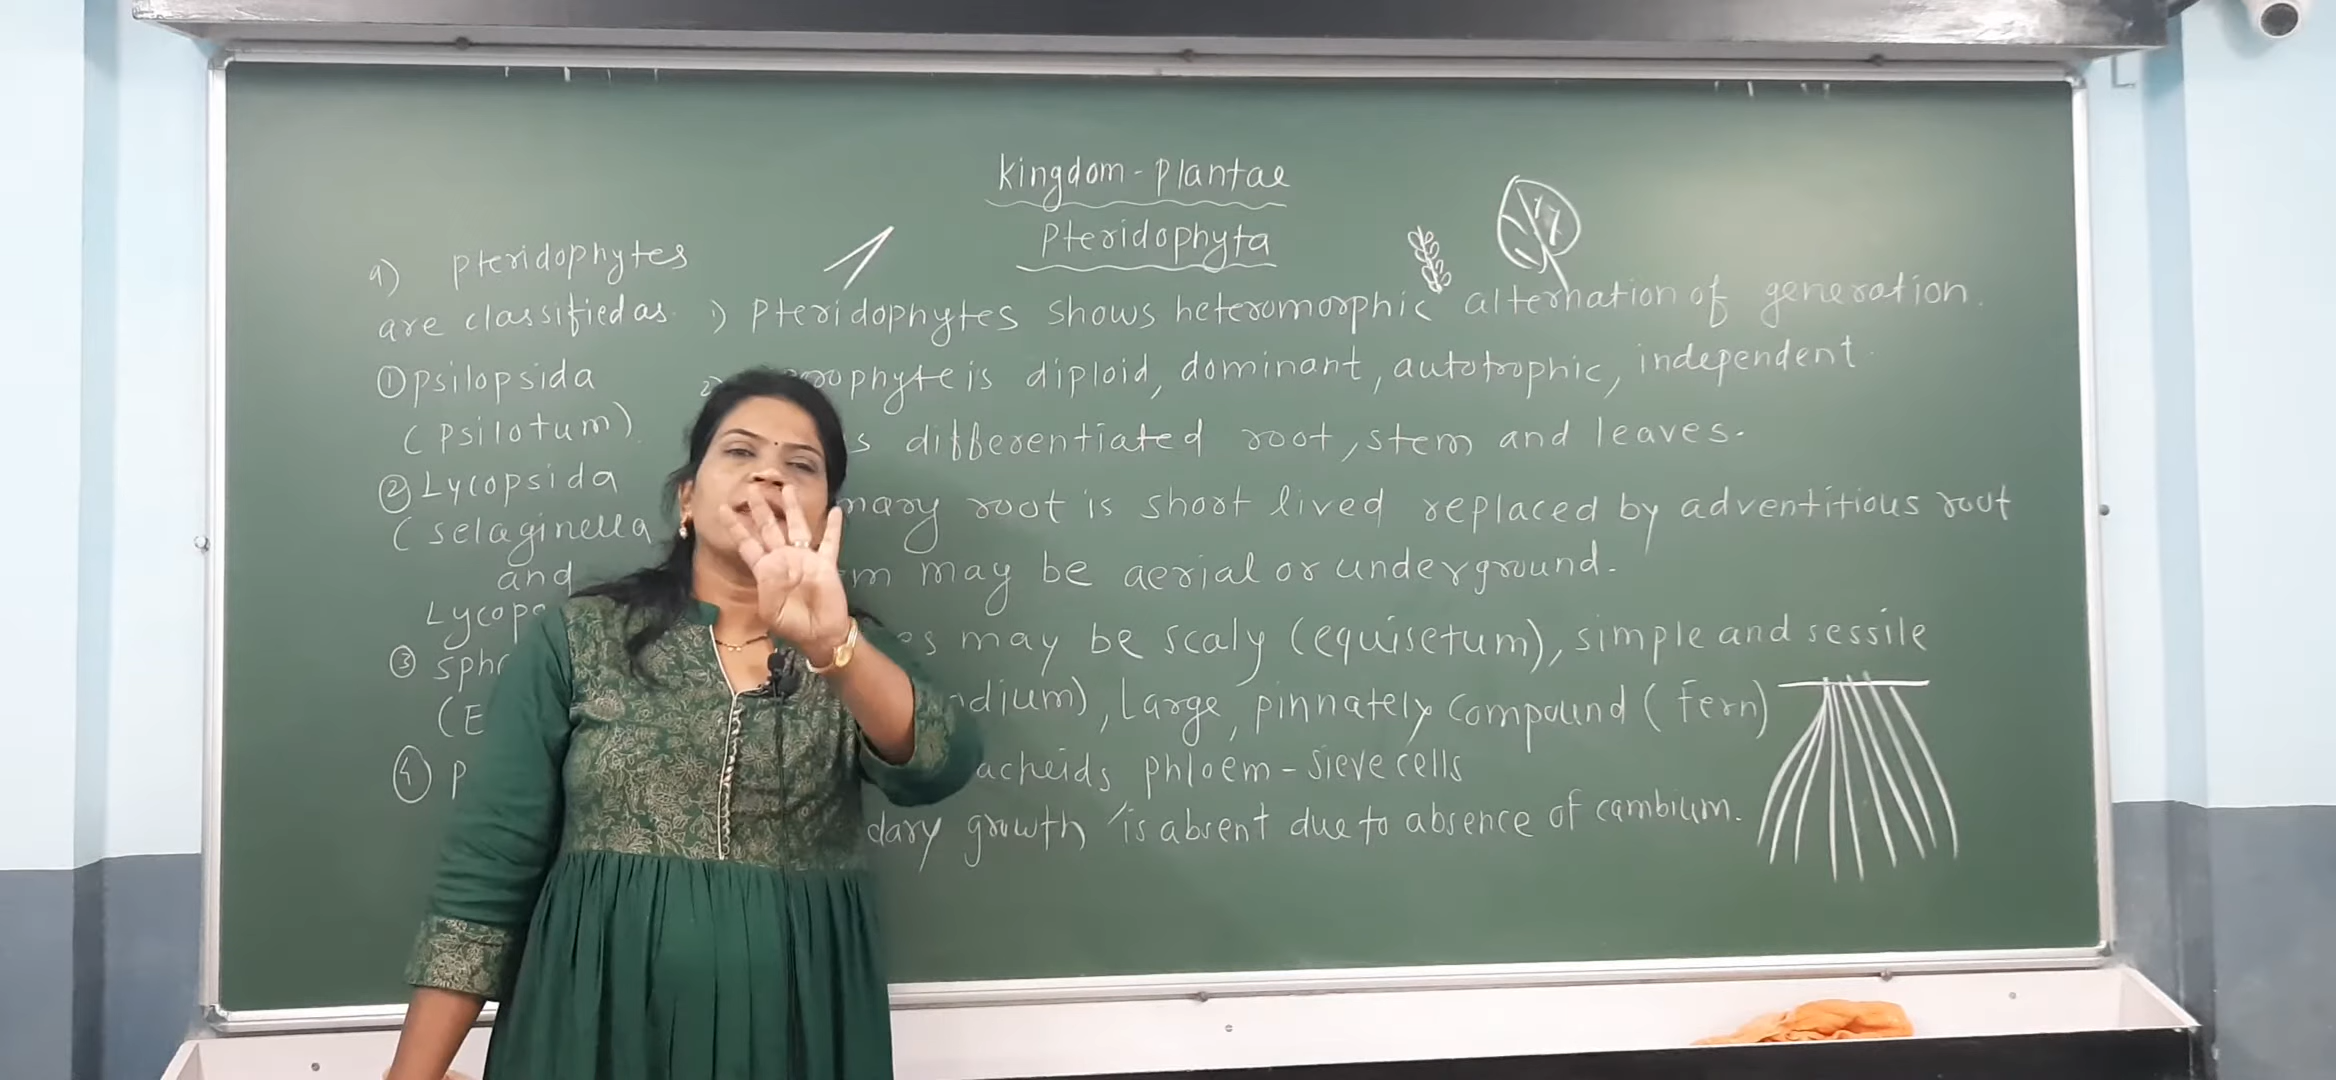 Kingdom - Plantae
Pteridophyta
9) Pteridophytes
are classified as
① Psilopsida
(Psilotum)
② Lycopsida
(Selaginella
and
③
④
1) Pteridophytes shows heteromorphic alternation of generation.
2) is diploid, dominant, autotrophic, independent
differentiated root, stem and leaves.
root is short lived replaced by adventitious root
may be aerial or underground.
may be scaly (equisetum), simple and sessile
, Large, pinnately compound (Fern)
phloem - sieve cells
growth is absent due to absence of cambium.